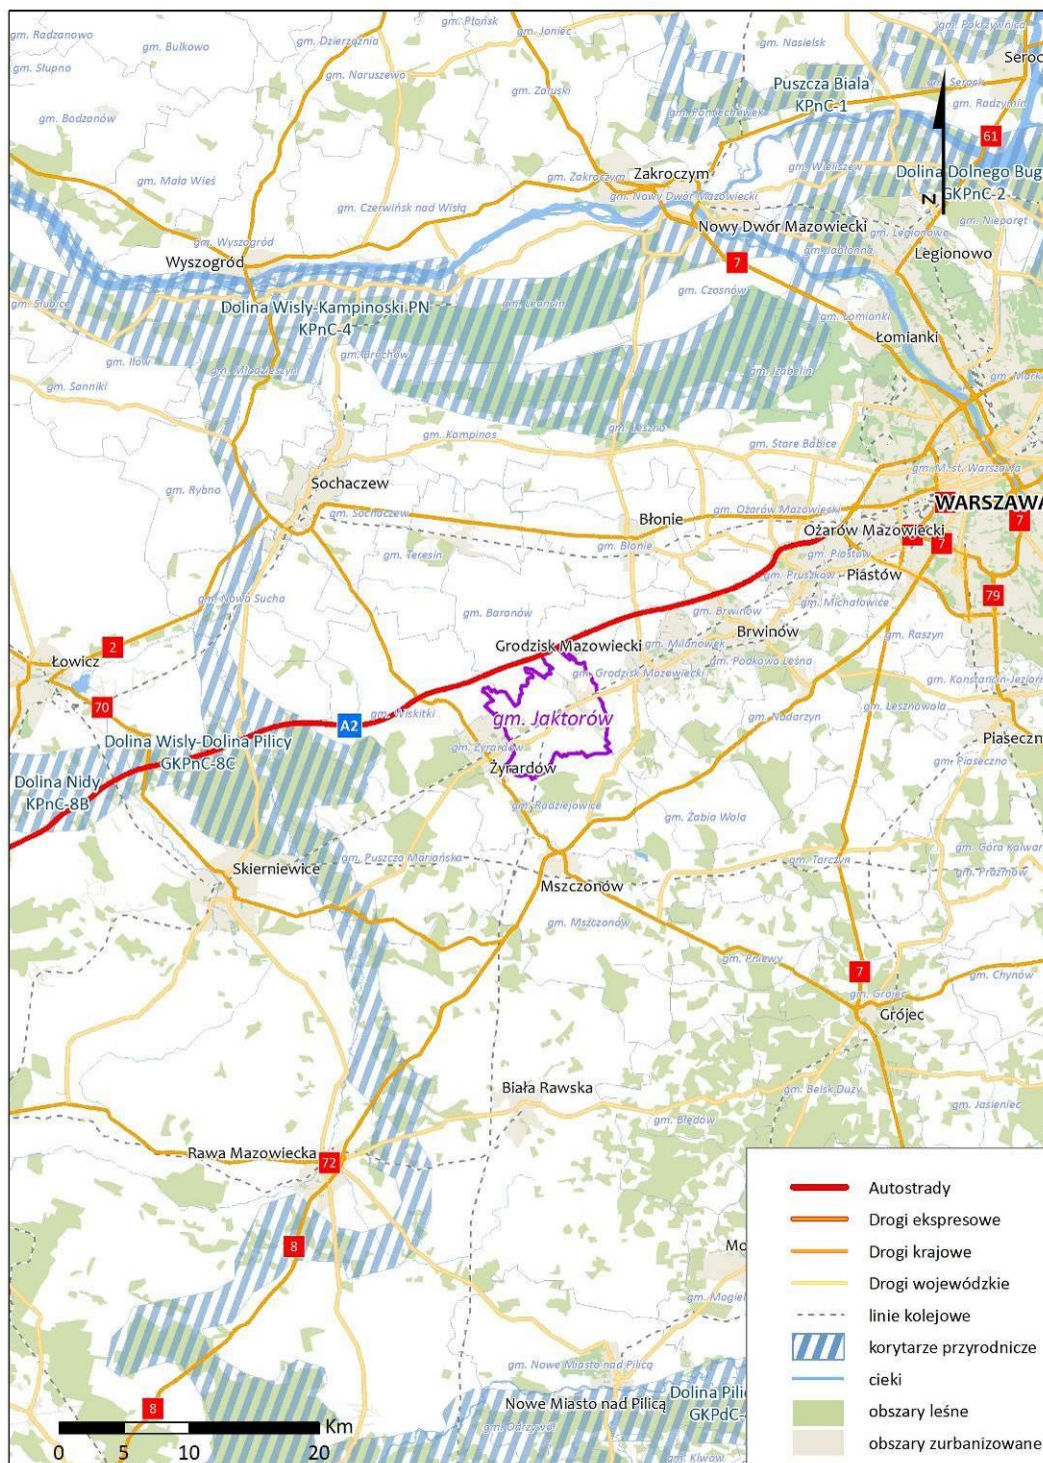 gm. Radzanowo
gm. Bulkowo
gm. Płońsk
gm. Dzierzążnia
gm. Joniec
gm. Nasielsk
gm. Pokrzywnica
gm. Słupno
gm. Naruszewo
gm. Załuski
Puszcza Biala
KPnC-1
gm. Serock
Seroc
gm. Radzymin
gm. Bodzanów
gm. Pomiechówek
61
gm. Mała Wieś
gm. Zakroczym
Zakroczym
gm. Wieliszew
Dolina Dolnego Bug
GKPnC-2
gm. Nowy Dwór Mazowiecki
gm. Czerwińsk nad Wisłą
Z
gm. Nieporęt
gm. Wyszogród
Nowy Dwór Mazowiecki
gm. Legionowo
gm. Jabłonna
Legionowo
Wyszogród
7
gm. Słubice
Dolina Wisly-Kampinoski PN
KPnC-4
gm. Leoncin
gm. Czosnów
gm. Łomianki
Łomianki
gm. Iłów
gm. Brochów
gm. Młodzieszyn
gm. Izabelin
gm. Mark
gm. Sanniki
gm. Kampinos
gm. Leszno
gm. Stare Babice
gm. M. st. Warszawa
Sochaczew
gm. Rybno
gm. Sochaczew
Błonie
gm. Ożarów Mazowiecki
WARSZAWA
7
Ożarów Mazowiecki
7
gm. Teresin
gm. Błonie
gm. Piastów
Piastów
gm. Pruszków
79
gm. Nowa Sucha
gm. Baranów
gm. Brwinów
gm. Michałowice
Brwinów
gm. Raszyn
2
Łowicz
Grodzisk Mazowiecki
gm. Milanówek
gm. Podkowa Leśna
gm. Grodzisk Mazowiecki
gm. Konstancin-Jeziorn
70
A2
gm. Wiskitki
gm. Jaktorów
gm. Nadarzyn
gm. Lesznowola
Piaseczn
Dolina Wisly-Dolina Pilicy
GKPnC-8C
gm. Żyrardów
Żyrardów
gm. Piaseczno
Dolina Nidy
KPnC-8B
gm. Radziejowice
gm. Żabia Wola
Skierniewice
gm. Puszcza Mariańska
gm. Tarczyn
gm. Góra Kalwar
gm. Prażmów
Mszczonów
gm. Mszczonów
gm. Pniewy
7
gm. Chynów
gm. Grójec
Grójec
Biała Rawska
gm. Belsk Duży
gm. Błędów
gm. Jasieniec
Rawa Mazowiecka
72
8
Mo
gm. Mogiel
gm. Nowe Miasto nad Pilicą
Nowe Miasto nad Pilicą
Dolina Pilic
GKPdC-
gm. Odrzywół
gm. Klwów
8
Km
0 5 10 20
Autostrady
Drogi ekspresowe
Drogi krajowe
Drogi wojewódzkie
linie kolejowe
korytarze przyrodnicze
cieki
obszary leśne
obszary zurbanizowane